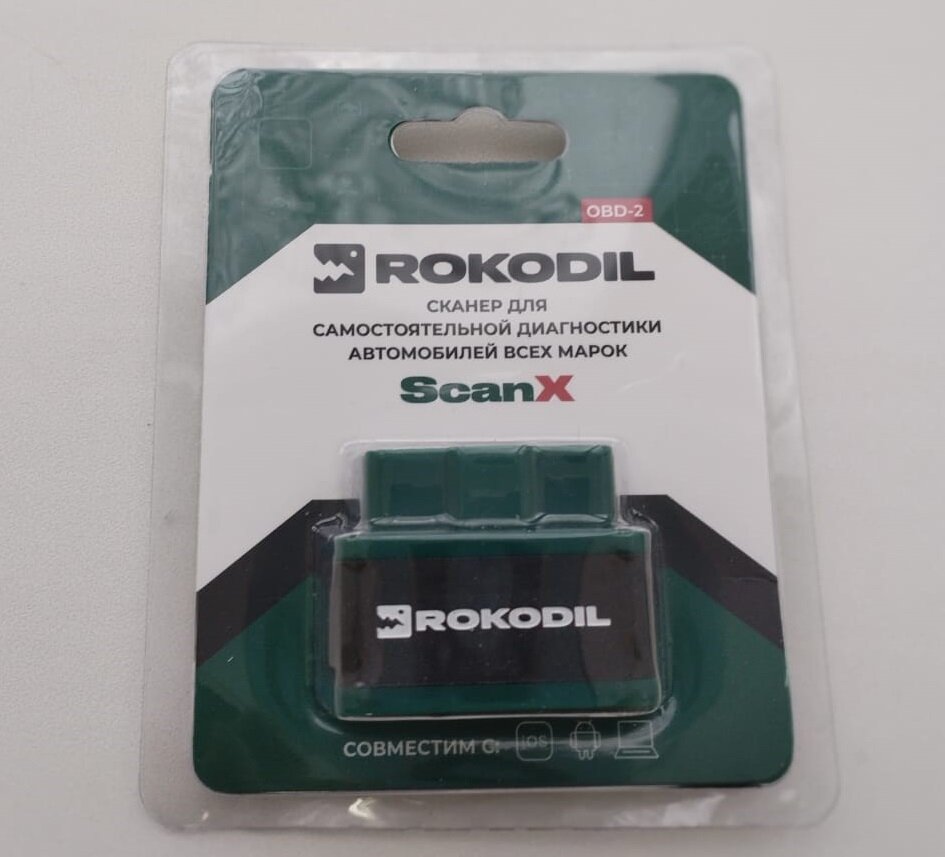 OBD-2
ROKODIL
СКАНЕР ДЛЯ
САМОСТОЯТЕЛЬНОЙ ДИАГНОСТИКИ
АВТОМОБИЛЕЙ ВСЕХ МАРОК
ScanX
ROKODIL
СОВМЕСТИМ С: iOS